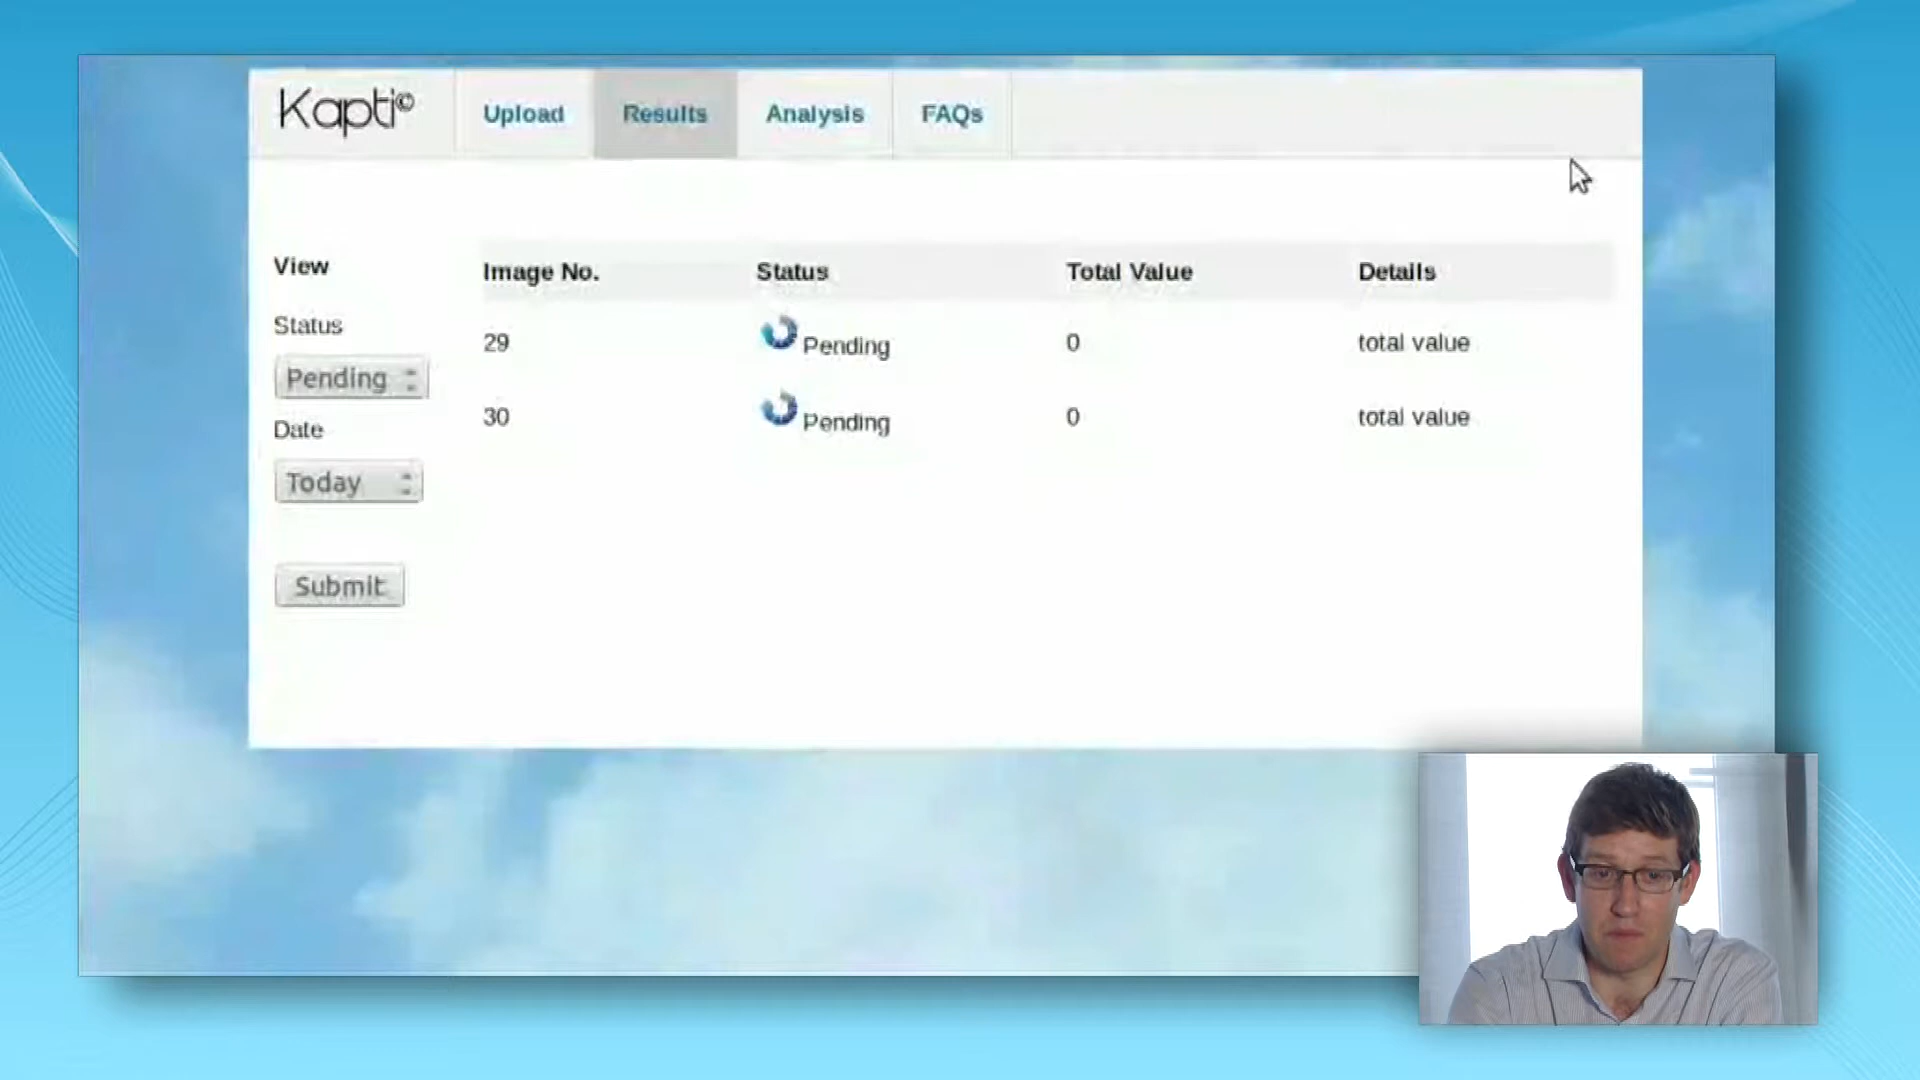 Kapti©
Upload Results Analysis FAQs
View
Status
Pending
Date
Today
Submit
Image No. Status Total Value Details
29 Pending 0 total value
30 Pending 0 total value